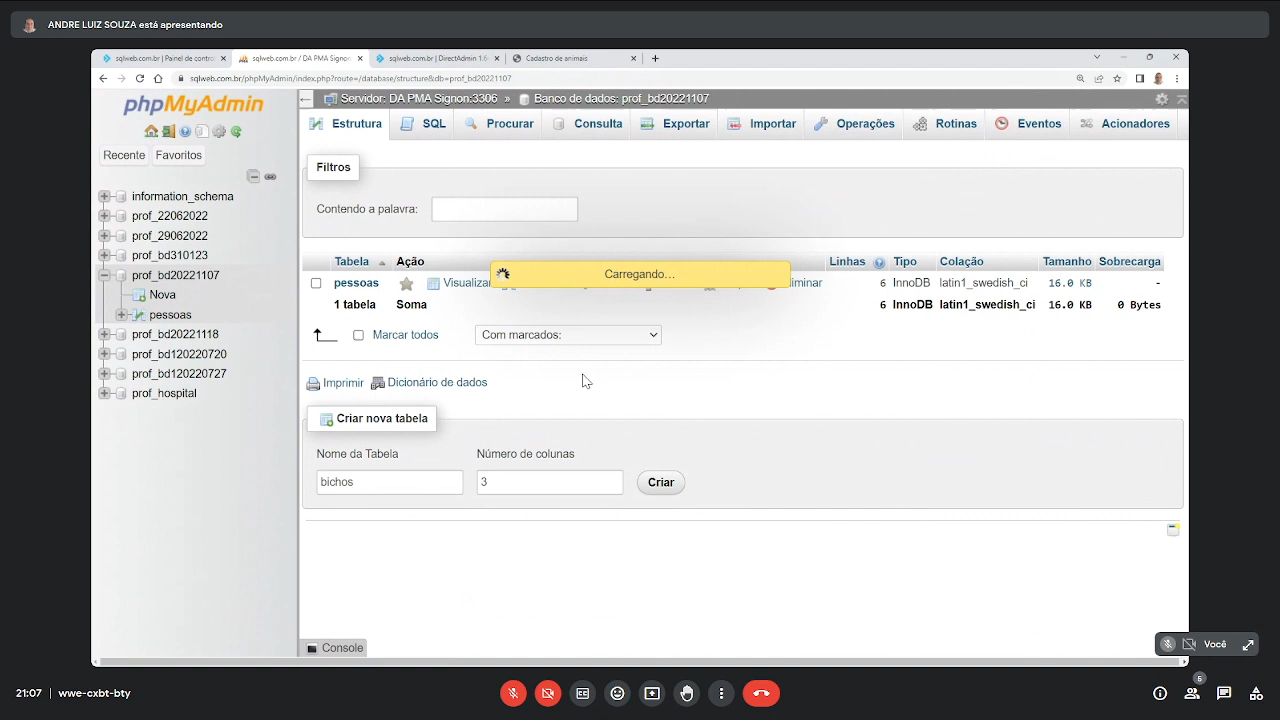 ANDRE LUIZ SOUZA está apresentando
sqlweb.com.br | Painel de contro
sqlweb.com.br / DA PMA Signon
sqlweb.com.br | DirectAdmin 1.6
Cadastro de animais
sqlweb.com.br/phpMyAdmin/index.php?route=/database/structure&db=prof_bd20221107
phpMyAdmin
Recente Favoritos
information_schema
prof_22062022
prof_29062022
prof_bd310123
prof_bd20221107
Nova
pessoas
prof_bd20221118
prof_bd120220720
prof_bd120220727
prof_hospital
Servidor: DA PMA Signon:3306 » Banco de dados: prof_bd20221107
Estrutura SQL Procurar Consulta Exportar Importar Operações Rotinas Eventos Acionadores
Filtros
Contendo a palavra:
Tabela Ação Linhas Tipo Colação Tamanho Sobrecarga
Carregando…
pessoas Visualizar 6 InnoDB latin1_swedish_ci 16.0 KB -
1 tabela Soma 6 InnoDB latin1_swedish_ci 16.0 KB 0 Bytes
Marcar todos Com marcados:
Imprimir Dicionário de dados
Criar nova tabela
Nome da Tabela Número de colunas
bichos 3 Criar
Console
Você
21:07 | wwe-cxbt-bty
5